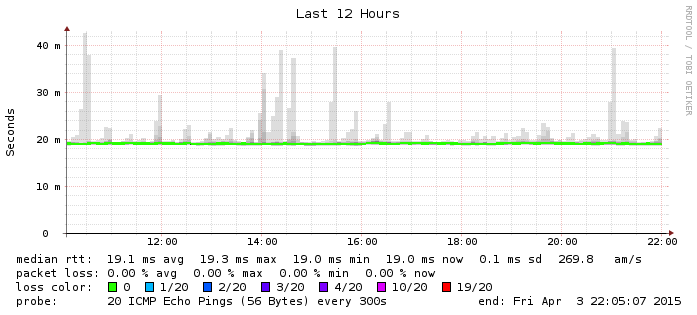 Last 12 Hours
RRDTOOL / TOBI OETIKER
Seconds
40 m
30 m
20 m
10 m
0
12:00 14:00 16:00 18:00 20:00 22:00
median rtt: 19.1 ms avg 19.3 ms max 19.0 ms min 19.0 ms now 0.1 ms sd 269.8 am/s
packet loss: 0.00 % avg 0.00 % max 0.00 % min 0.00 % now
loss color: 0 1/20 2/20 3/20 4/20 10/20 19/20
probe: 20 ICMP Echo Pings (56 Bytes) every 300s end: Fri Apr 3 22:05:07 2015